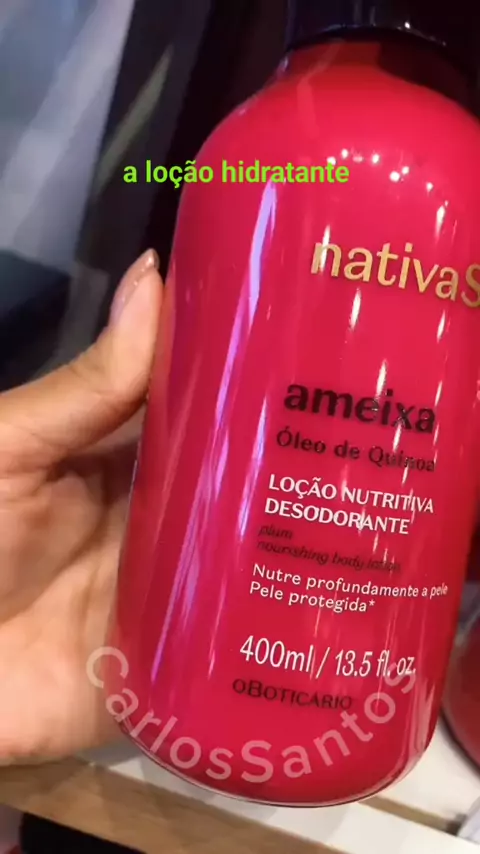 a loção hidratante
nativaS
ameixa
Óleo de Quinoa
LOÇÃO NUTRITIVA
DESODORANTE
plum
nourishing body lotion
Nutre profundamente a pele
Pele protegida*
400ml / 13.5 fl. oz.
oBOTICÁRIO
CarlosSantos